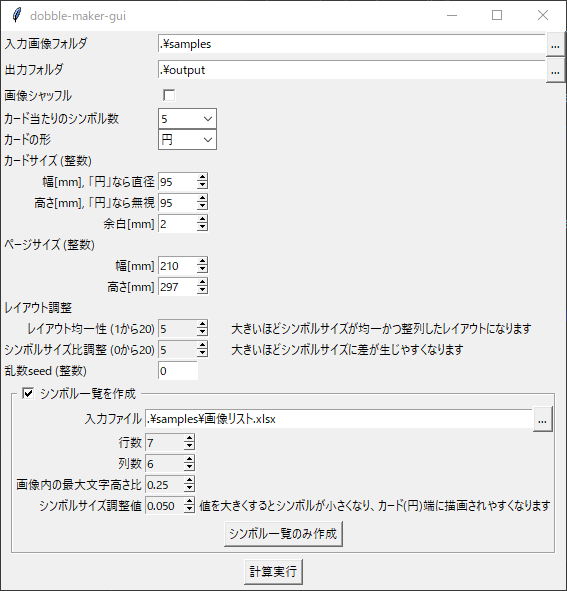 dobble-maker-gui
入力画像フォルダ .¥samples ...
出力フォルダ .¥output ...
画像シャッフル
カード当たりのシンボル数 5
カードの形 円
カードサイズ (整数)
幅[mm], 「円」なら直径 95
高さ[mm], 「円」なら無視 95
余白[mm] 2
ページサイズ (整数)
幅[mm] 210
高さ[mm] 297
レイアウト調整
レイアウト均一性 (1から20) 5 大きいほどシンボルサイズが均一かつ整列したレイアウトになります
シンボルサイズ比調整 (0から20) 5 大きいほどシンボルサイズに差が生じやすくなります
乱数seed (整数) 0
シンボル一覧を作成
入力ファイル .¥samples¥画像リスト.xlsx ...
行数 7
列数 6
画像内の最大文字高さ比 0.25
シンボルサイズ調整値 0.050 値を大きくするとシンボルが小さくなり、カード(円)端に描画されやすくなります
シンボル一覧のみ作成
計算実行